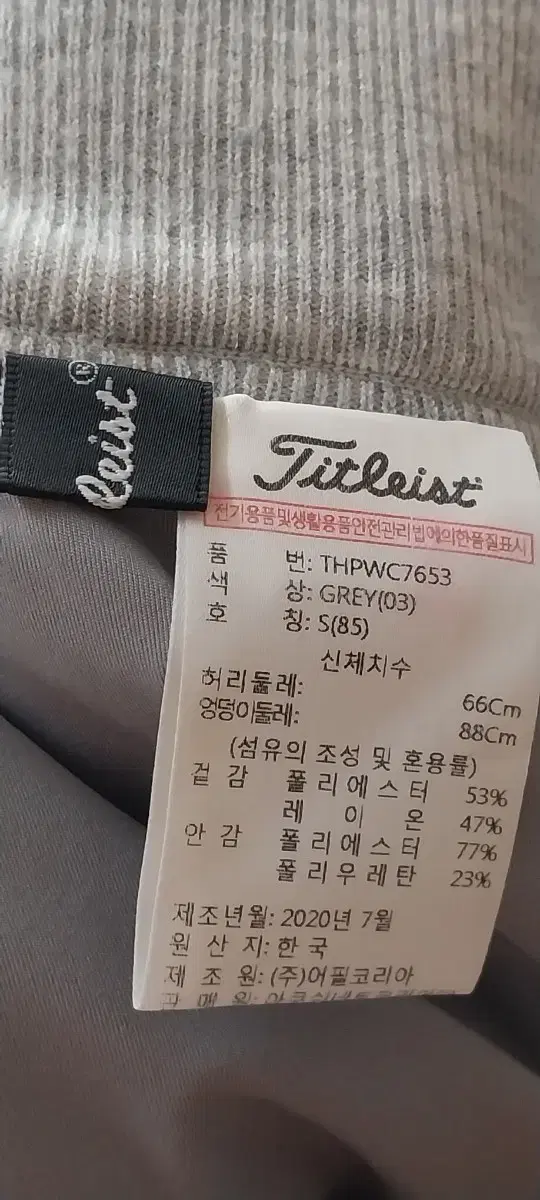 leist®
Titleist
전기용품및생활용품안전관리법에의한품질표시
품 번: THPWC7653
색 상: GREY(03)
호 칭: S(85)
신체치수
허리둘레: 66Cm
엉덩이둘레: 88Cm
(섬유의 조성 및 혼용률)
겉 감 폴리에스터 53%
레 이 온 47%
안 감 폴리에스터 77%
폴리우레탄 23%
제조년월: 2020년 7월
원 산 지: 한 국
제 조 원: (주)어필코리아
판 매 원: